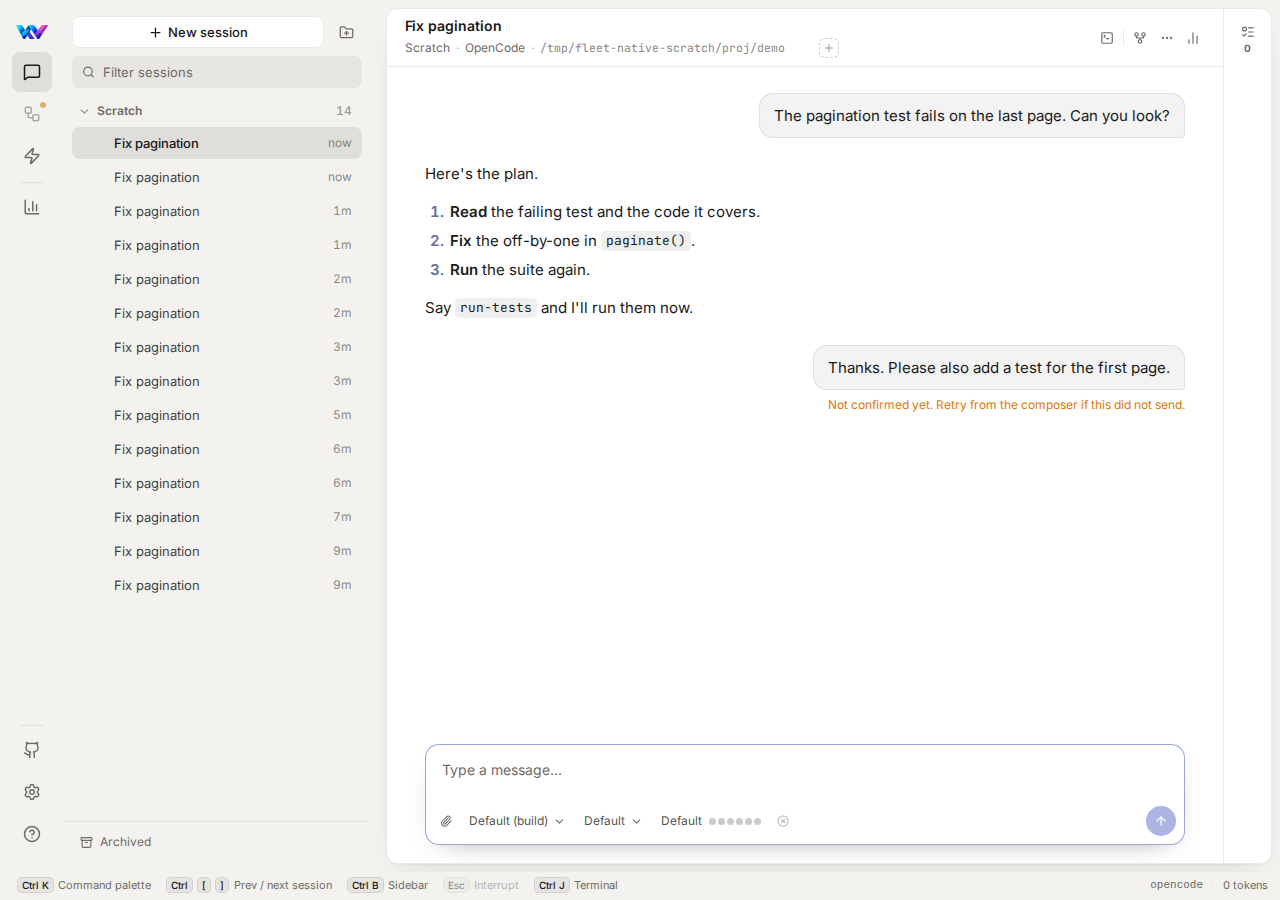 New session
Filter sessions
Scratch 14
Fix pagination now
Fix pagination now
Fix pagination 1m
Fix pagination 1m
Fix pagination 2m
Fix pagination 2m
Fix pagination 3m
Fix pagination 3m
Fix pagination 5m
Fix pagination 6m
Fix pagination 6m
Fix pagination 7m
Fix pagination 9m
Fix pagination 9m
Archived
Fix pagination
Scratch · OpenCode · /tmp/fleet-native-scratch/proj/demo
0
The pagination test fails on the last page. Can you look?
Here's the plan.
1. Read the failing test and the code it covers.
2. Fix the off-by-one in paginate().
3. Run the suite again.
Say run-tests and I'll run them now.
Thanks. Please also add a test for the first page.
Not confirmed yet. Retry from the composer if this did not send.
Type a message...
Default (build) Default Default
Ctrl K Command palette Ctrl [ ] Prev / next session Ctrl B Sidebar Esc Interrupt Ctrl J Terminal opencode 0 tokens